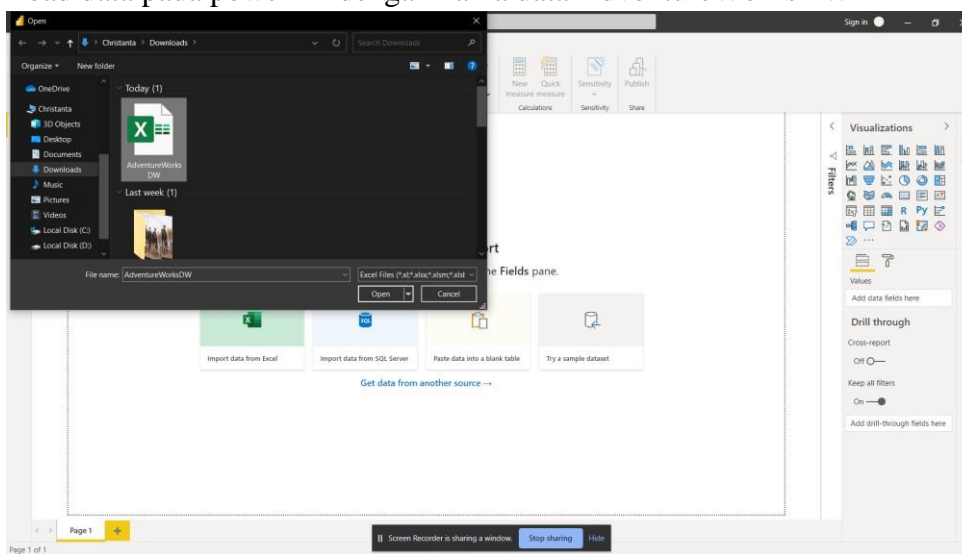 Open
Sign in
Christanta > Downloads >
Search Downloads
Organize
New folder
OneDrive
Christanta
3D Objects
Desktop
Documents
Downloads
Music
Pictures
Videos
Local Disk (C:)
Local Disk (D:)
Today (1)
AdventureWorks
DW
Last week (1)
File name: AdventureWorksDW
Open
Cancel
New
measure
Quick
measure
Sensitivity
Publish
Calculations
Sensitivity
Share
Filters
Visualizations
R
Py
Values
Add data fields here
Drill through
Cross-report
Off
Keep all filters
On
Add drill-through fields here
Fields pane.
SQL
Import data from Excel
Import data from SQL Server
Paste data into a blank table
Try a sample dataset
Get data from another source →
Page 1
Page 1 of 1
Screen Recorder is sharing a window.
Stop sharing
Hide